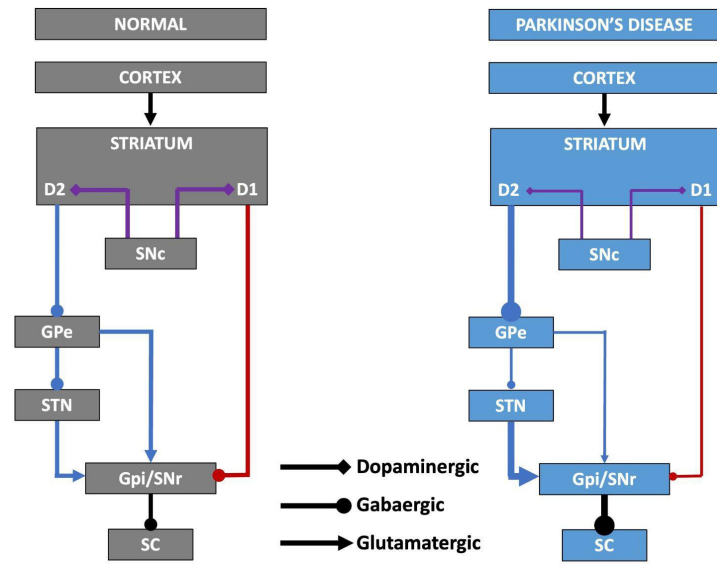 NORMAL
CORTEX
STRIATUM
D2
D1
SNc
GPe
STN
Gpi/SNr
SC
PARKINSON’S DISEASE
CORTEX
STRIATUM
D2
D1
SNc
GPe
STN
Gpi/SNr
SC
Dopaminergic
Gabaergic
Glutamatergic